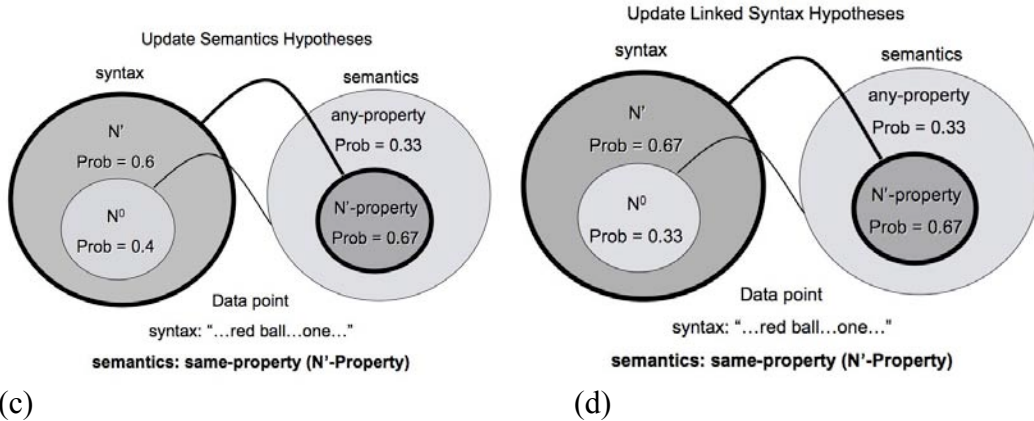 Update Semantics Hypotheses
syntax
semantics
N'
Prob = 0.6
N⁰
Prob = 0.4
any-property
Prob = 0.33
N'-property
Prob = 0.67
Data point
syntax: "...red ball...one..."
semantics: same-property (N'-Property)
(c)
Update Linked Syntax Hypotheses
syntax
semantics
N'
Prob = 0.67
N⁰
Prob = 0.33
any-property
Prob = 0.33
N'-property
Prob = 0.67
Data point
syntax: "...red ball...one..."
semantics: same-property (N'-Property)
(d)